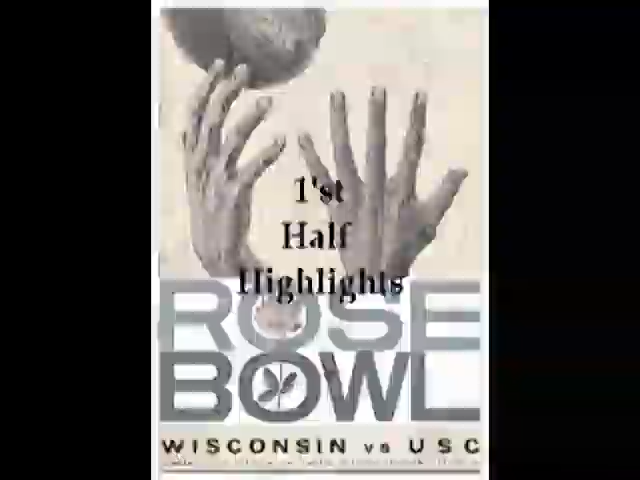 1'st
Half
Highlights
ROSE
BOWL
WISCONSIN vs USC